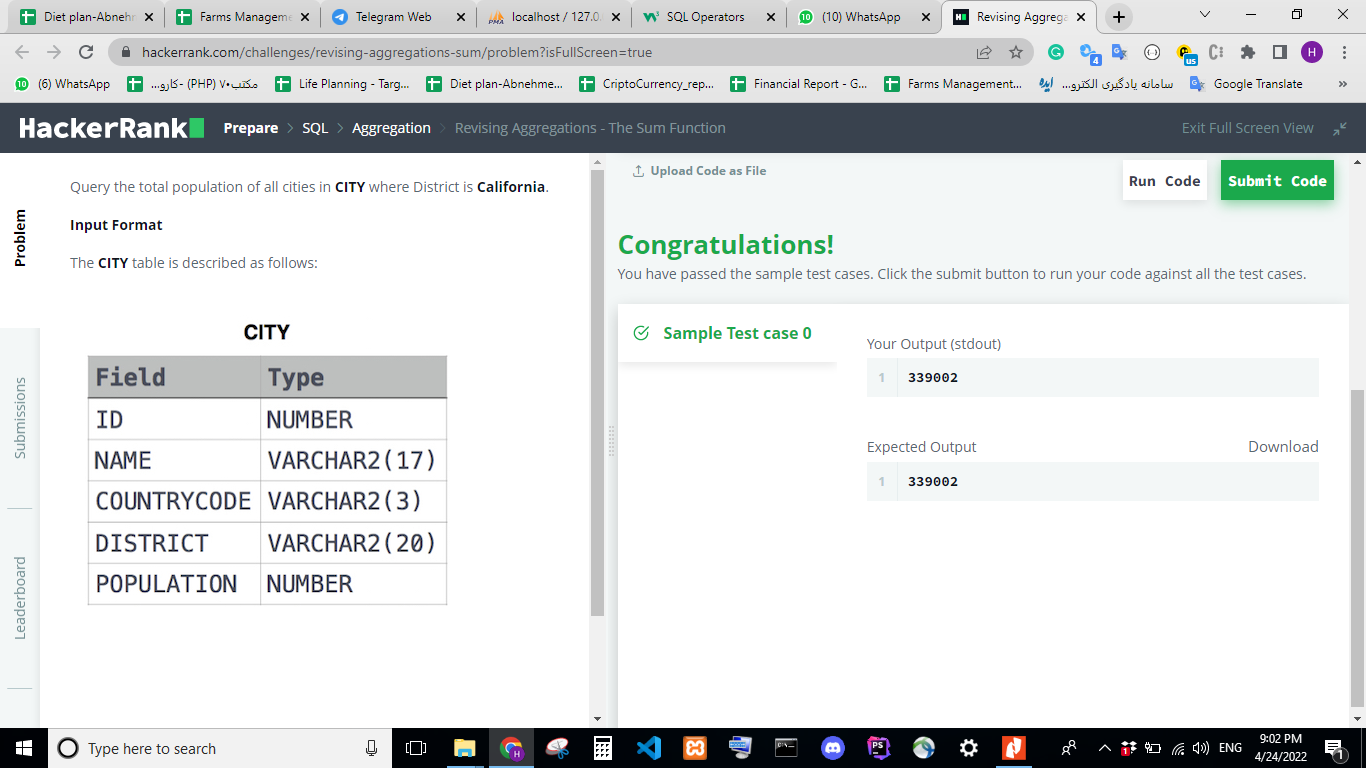 Diet plan-Abnehm
Farms Manageme
Telegram Web
localhost / 127.0.
SQL Operators
(10) WhatsApp
Revising Aggrega
hackerrank.com/challenges/revising-aggregations-sum/problem?isFullScreen=true
(6) WhatsApp
مکتب۷۰ (PHP) -کارو...
Life Planning - Targ...
Diet plan-Abnehme...
CriptoCurrency_rep...
Financial Report - G...
Farms Management...
سامانه یادگیری الکترو...
Google Translate
HackerRank
Prepare > SQL > Aggregation > Revising Aggregations - The Sum Function
Exit Full Screen View
Problem
Submissions
Leaderboard
Query the total population of all cities in CITY where District is California.
Input Format
The CITY table is described as follows:
CITY
Field Type
ID NUMBER
NAME VARCHAR2(17)
COUNTRYCODE VARCHAR2(3)
DISTRICT VARCHAR2(20)
POPULATION NUMBER
Upload Code as File
Run Code
Submit Code
Congratulations!
You have passed the sample test cases. Click the submit button to run your code against all the test cases.
Sample Test case 0
Your Output (stdout)
1 339002
Expected Output
Download
1 339002
Type here to search
ENG
9:02 PM
4/24/2022